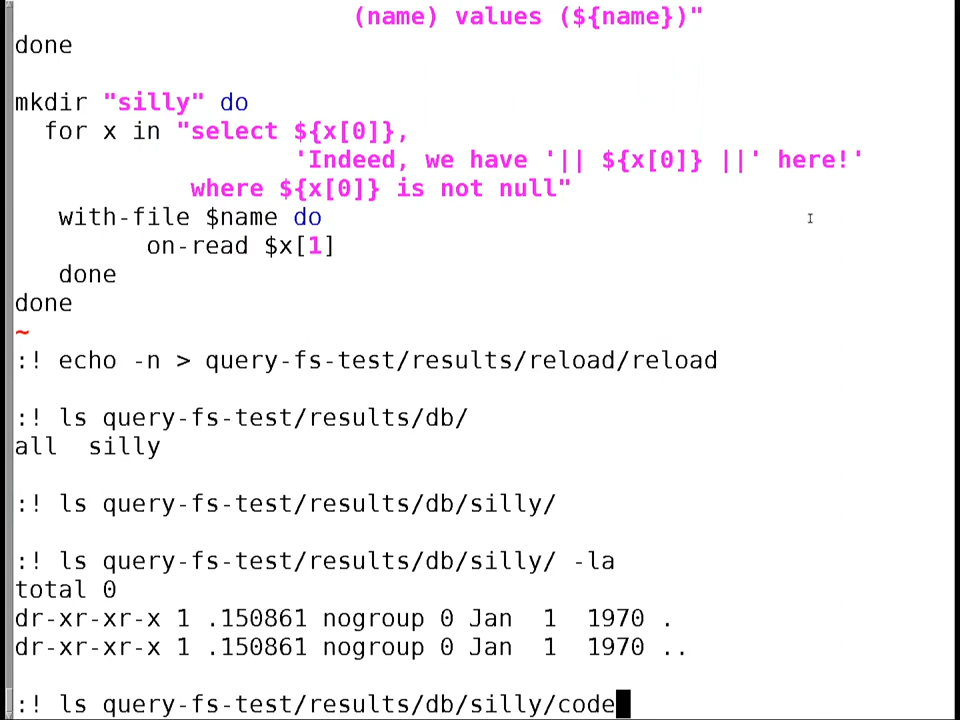 (name) values (${name})"
done
mkdir "silly" do
for x in "select ${x[0]},
'Indeed, we have '|| ${x[0]} ||' here!'
where ${x[0]} is not null"
with-file $name do
on-read $x[1]
done
done
~
:! echo -n > query-fs-test/results/reload/reload
:! ls query-fs-test/results/db/
all silly
:! ls query-fs-test/results/db/silly/
:! ls query-fs-test/results/db/silly/ -la
total 0
dr-xr-xr-x 1 .150861 nogroup 0 Jan 1 1970 .
dr-xr-xr-x 1 .150861 nogroup 0 Jan 1 1970 ..
:! ls query-fs-test/results/db/silly/code